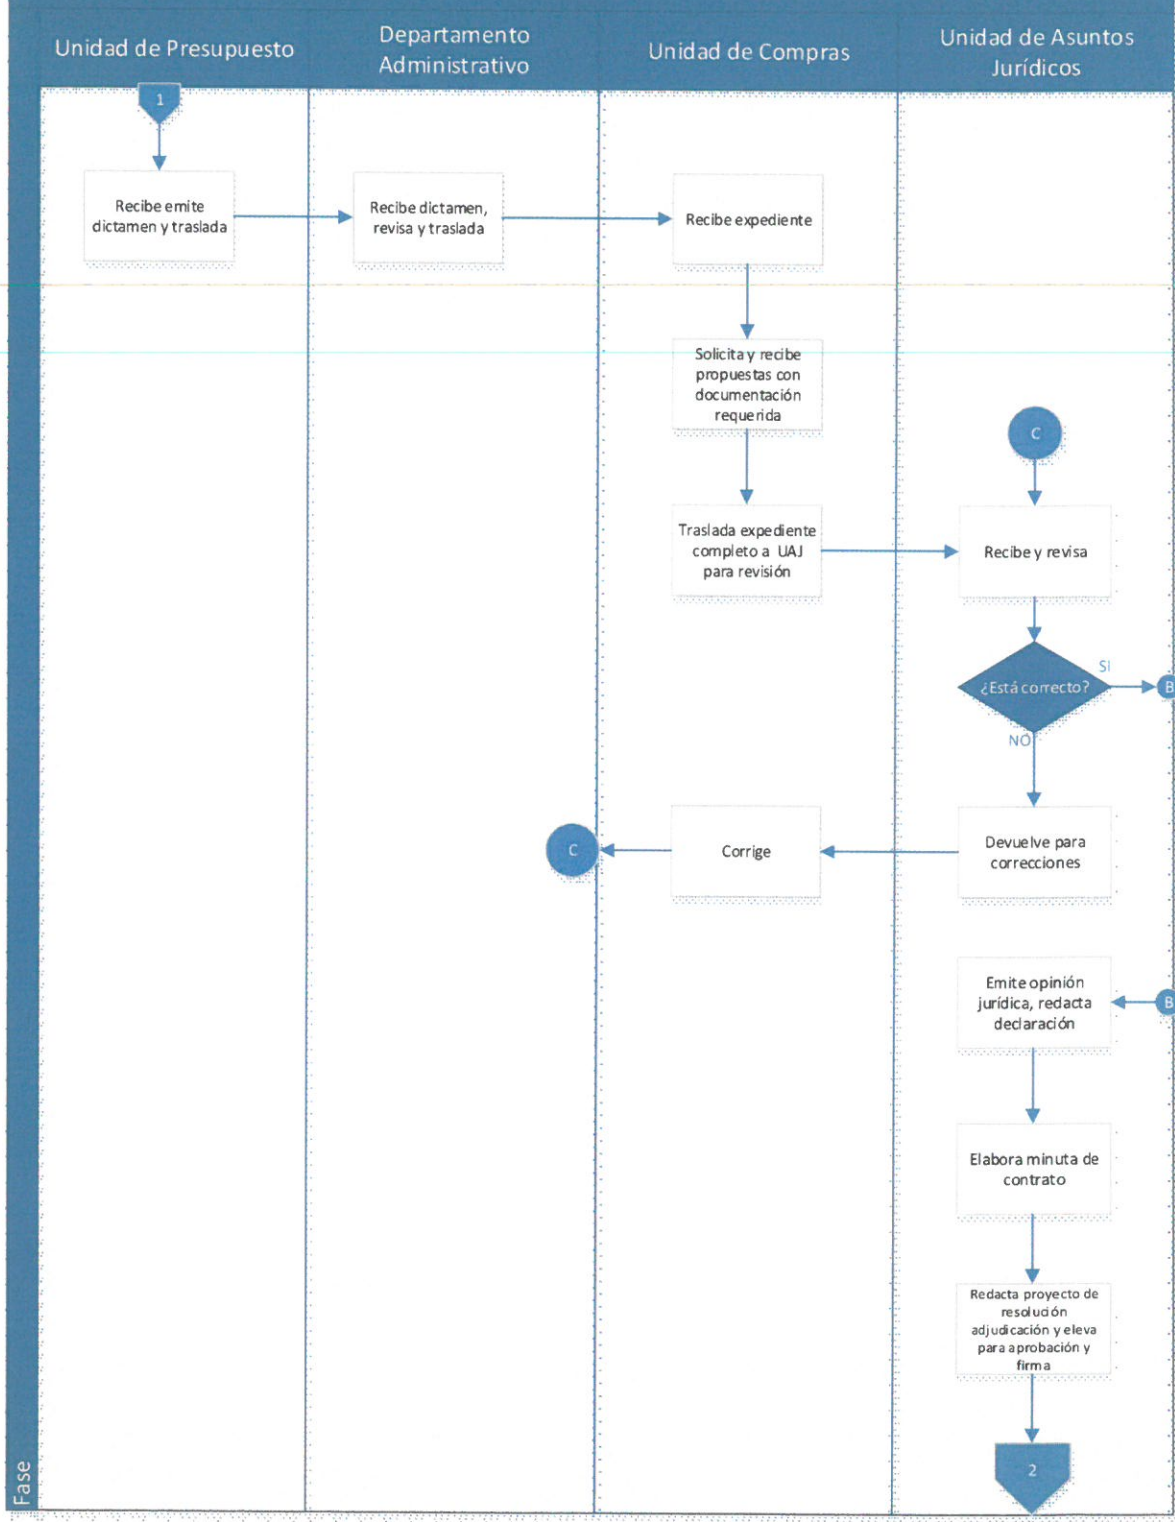 Unidad de Presupuesto
Departamento
Administrativo
Unidad de Compras
Unidad de Asuntos
Jurídicos
1
Recibe emite
dictamen y traslada
Recibe dictamen,
revisa y traslada
Recibe expediente
Solicita y recibe
propuestas con
documentación
requerida
C
Traslada expediente
completo a UAJ
para revisión
Recibe y revisa
¿Está correcto?
SI
B
NO
Devuelve para
correcciones
Corrige
C
Emite opinión
jurídica, redacta
declaración
B
Elabora minuta de
contrato
Redacta proyecto de
resolución
adjudicación y eleva
para aprobación y
firma
2
Fase